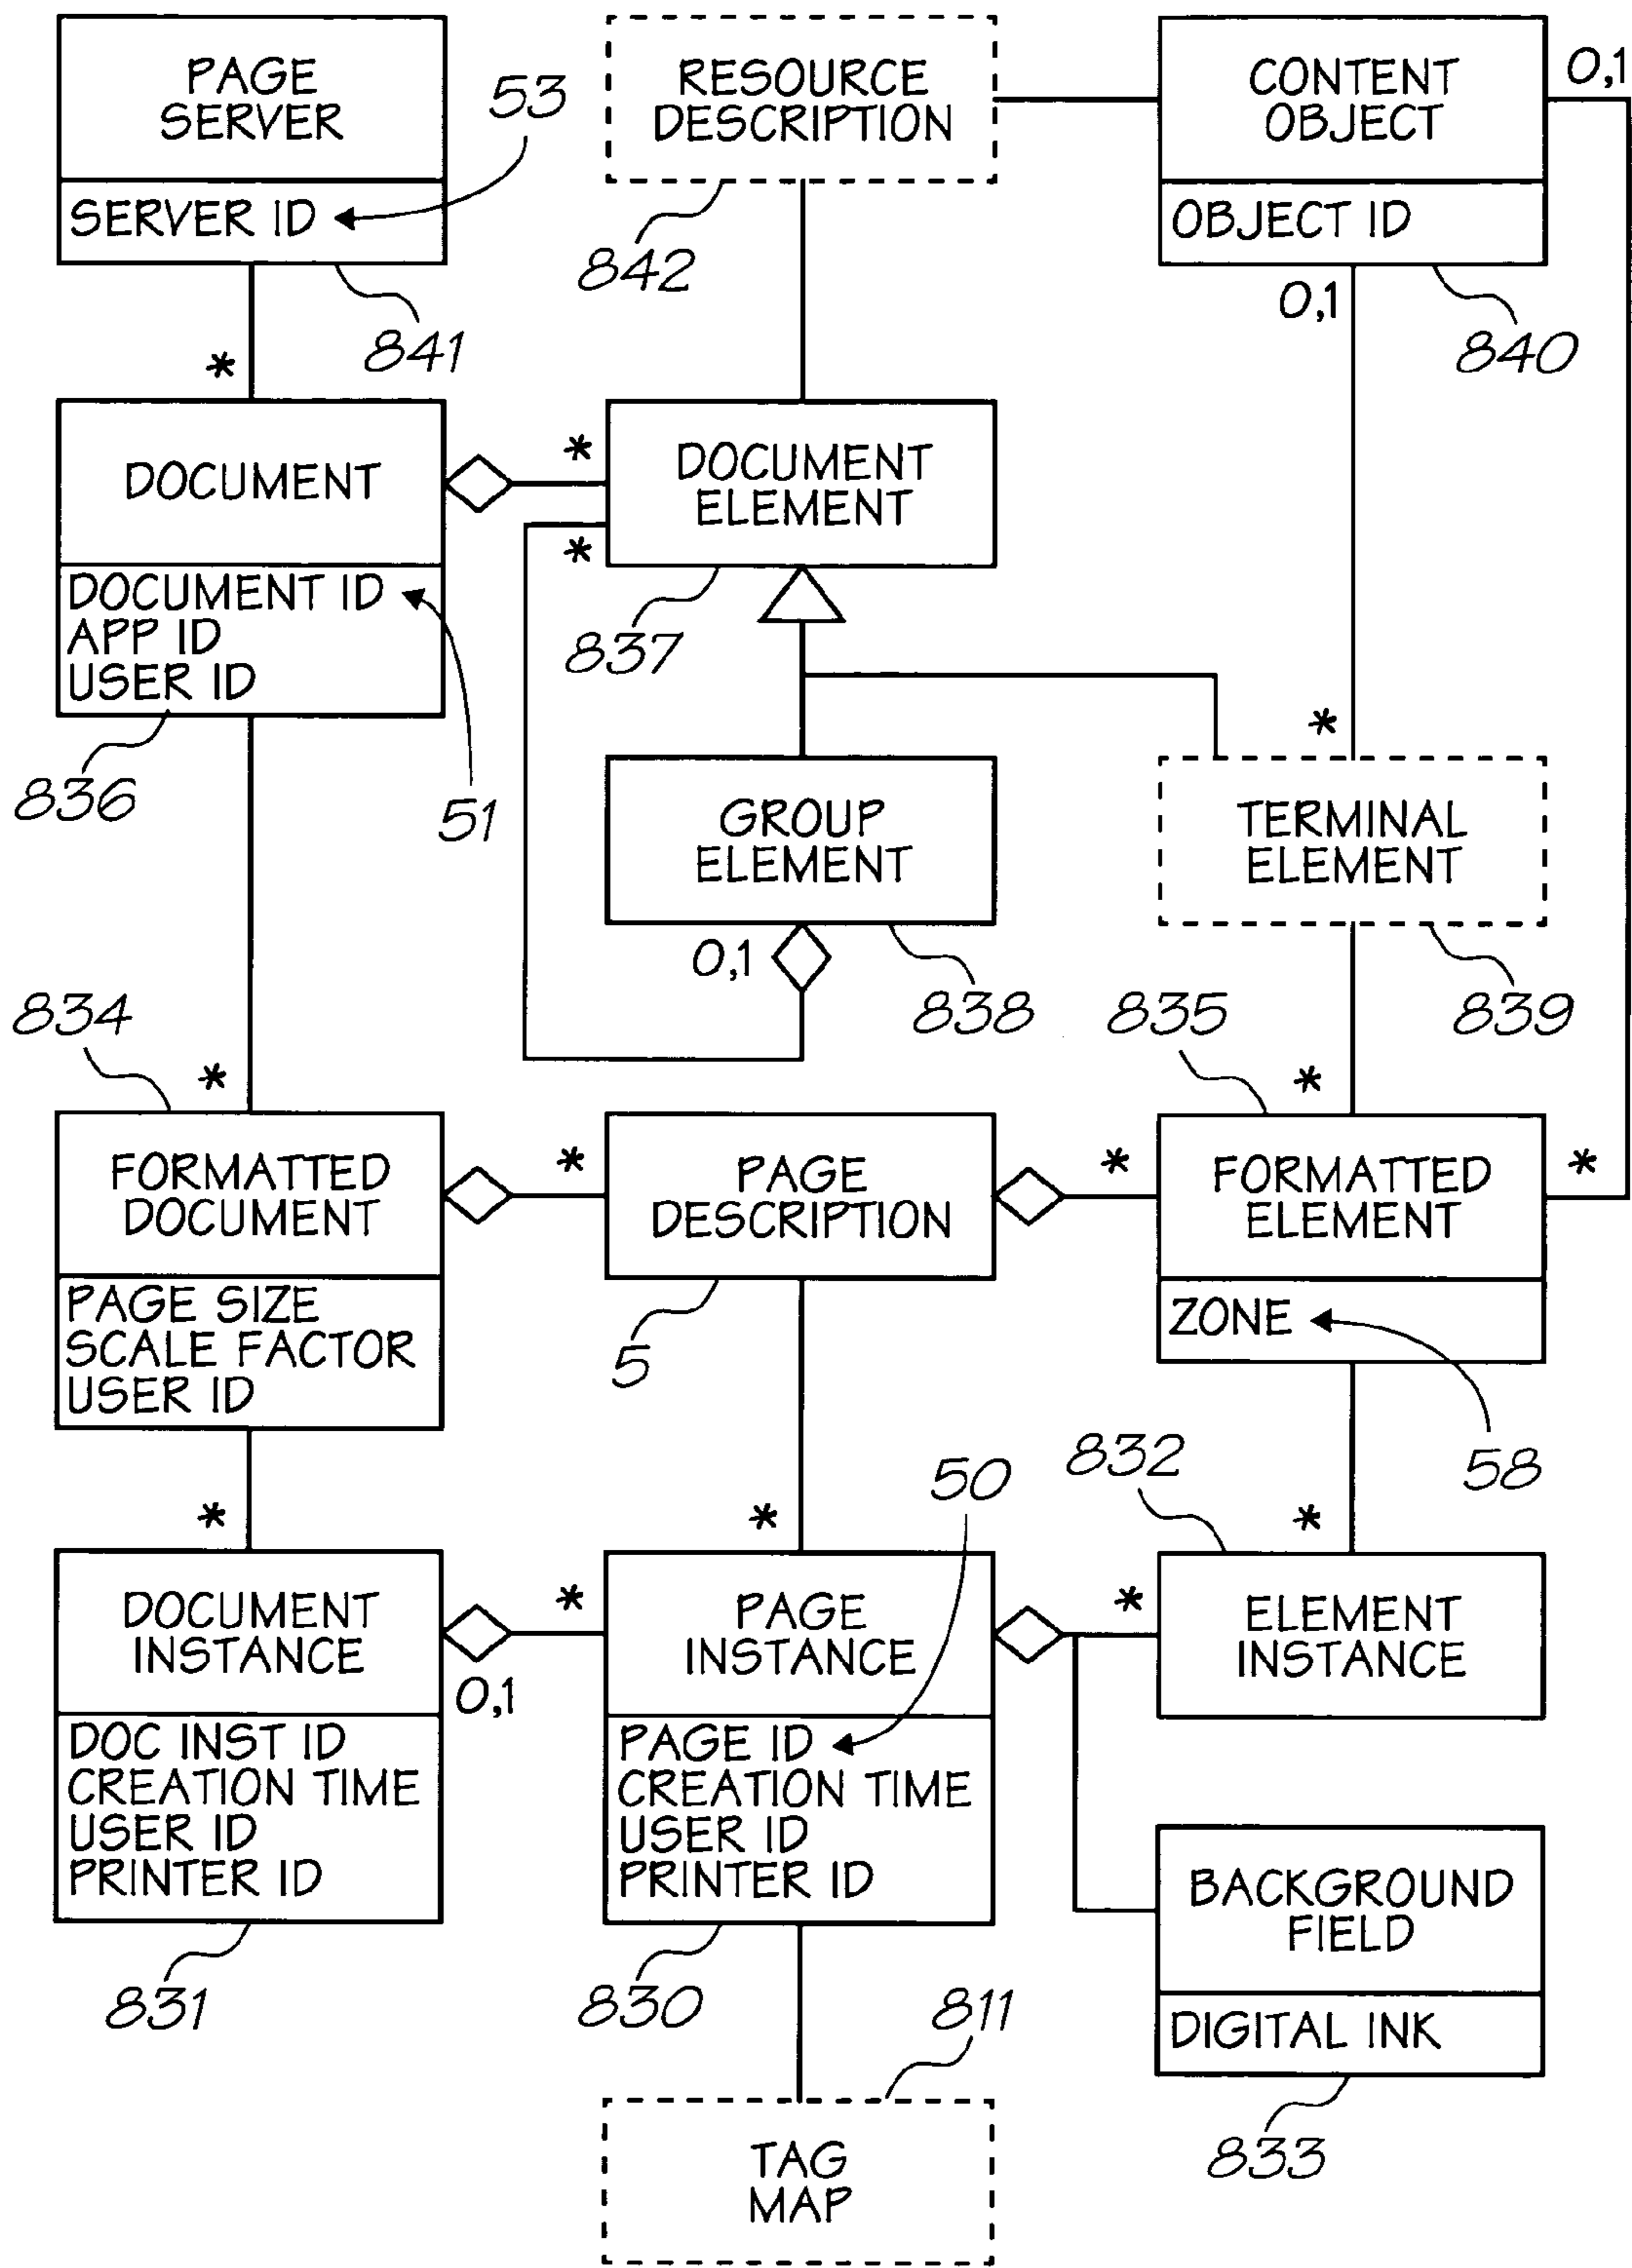 PAGE
SERVER
SERVER ID
53
841
RESOURCE
DESCRIPTION
842
CONTENT
OBJECT
OBJECT ID
0,1
0,1
840
*
DOCUMENT
DOCUMENT ID
APP ID
USER ID
836
51
*
*
DOCUMENT
ELEMENT
837
GROUP
ELEMENT
0,1
838
*
TERMINAL
ELEMENT
839
834
*
FORMATTED
DOCUMENT
PAGE SIZE
SCALE FACTOR
USER ID
*
PAGE
DESCRIPTION
5
*
835
*
FORMATTED
ELEMENT
*
ZONE
58
*
DOCUMENT
INSTANCE
0,1
DOC INST ID
CREATION TIME
USER ID
PRINTER ID
831
*
*
50
PAGE
INSTANCE
PAGE ID
CREATION TIME
USER ID
PRINTER ID
830
832
*
*
ELEMENT
INSTANCE
BACKGROUND
FIELD
DIGITAL INK
833
811
TAG
MAP